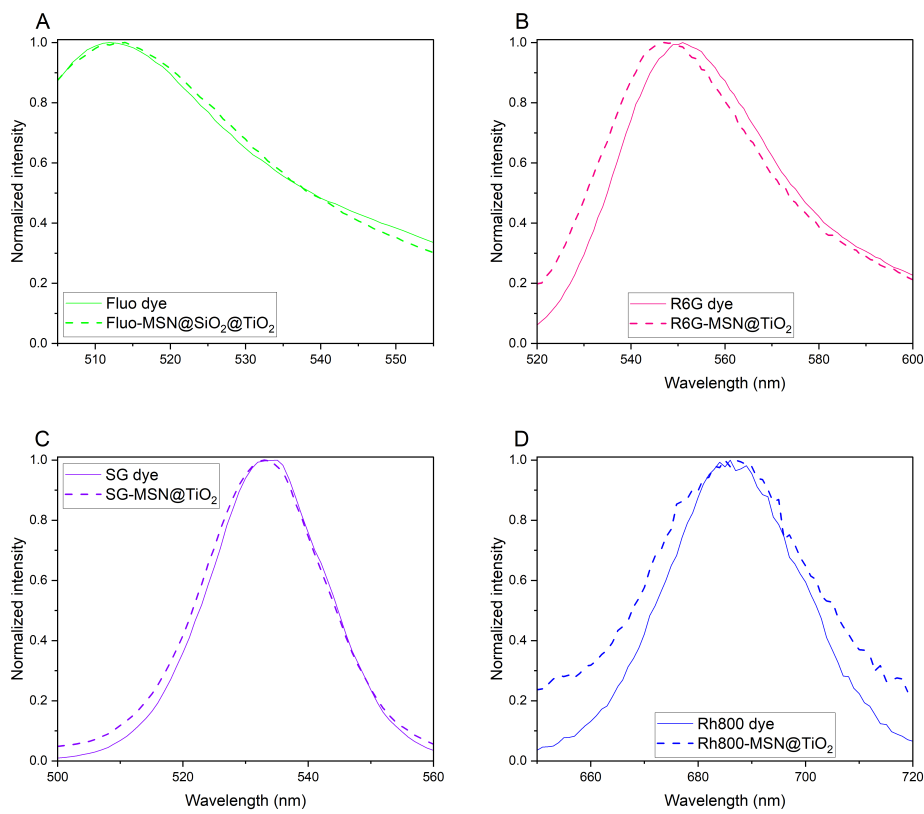 A
Normalized intensity
1.0
0.8
0.6
0.4
0.2
0.0
510
520
530
540
550
Fluo dye
Fluo-MSN@SiO₂@TiO₂
B
Normalized intensity
1.0
0.8
0.6
0.4
0.2
0.0
520
540
560
580
600
Wavelength (nm)
R6G dye
R6G-MSN@TiO₂
C
Normalized intensity
1.0
0.8
0.6
0.4
0.2
0.0
500
520
540
560
Wavelength (nm)
SG dye
SG-MSN@TiO₂
D
Normalized intensity
1.0
0.8
0.6
0.4
0.2
0.0
660
680
700
720
Wavelength (nm)
Rh800 dye
Rh800-MSN@TiO₂